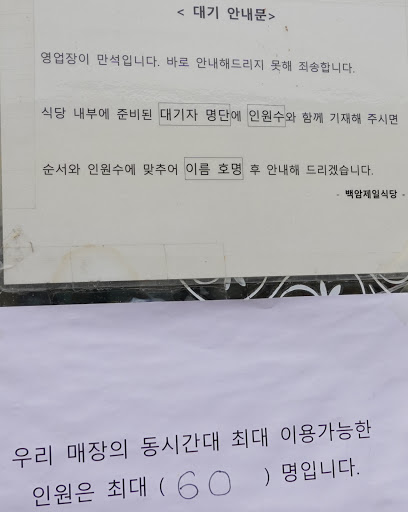 < 대기 안내문>
영업장이 만석입니다. 바로 안내해드리지 못해 죄송합니다.
식당 내부에 준비된 대기자 명단에 인원수와 함께 기재해 주시면
순서와 인원수에 맞추어 이름 호명 후 안내해 드리겠습니다.
- 백암제일식당 -
우리 매장의 동시간대 최대 이용가능한
인원은 최대 ( 60 ) 명입니다.